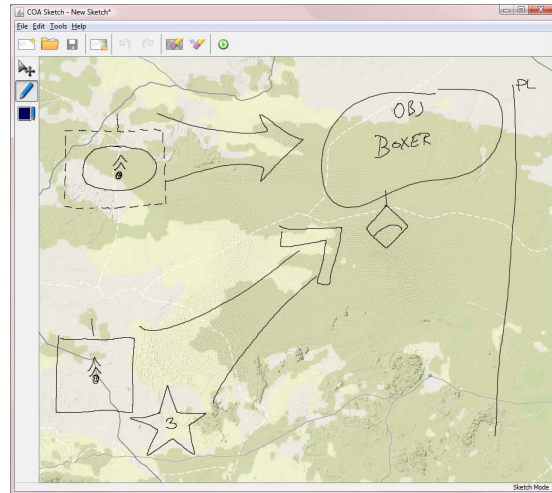 COA Sketch - New Sketch*
File Edit Tools Help
PL
OBJ
BOXER
3
Sketch Mode